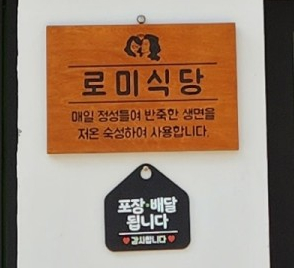 로미식당
매일 정성들여 반죽한 생면을
저온 숙성하여 사용합니다.
포장·배달
됩니다
♥감사합니다♥